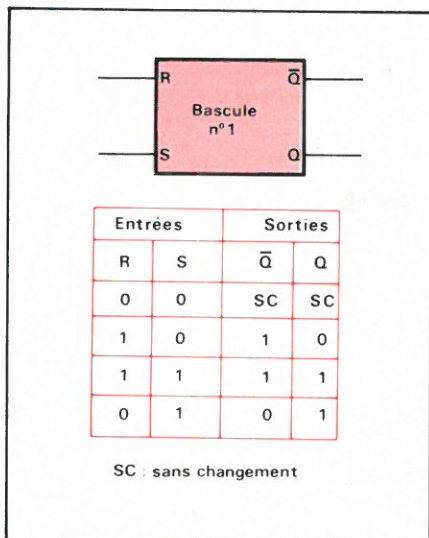 R Q̅
Bascule
n° 1
S Q
Entrées Sorties
R S Q̅ Q
0 0 SC SC
1 0 1 0
1 1 1 1
0 1 0 1
SC : sans changement